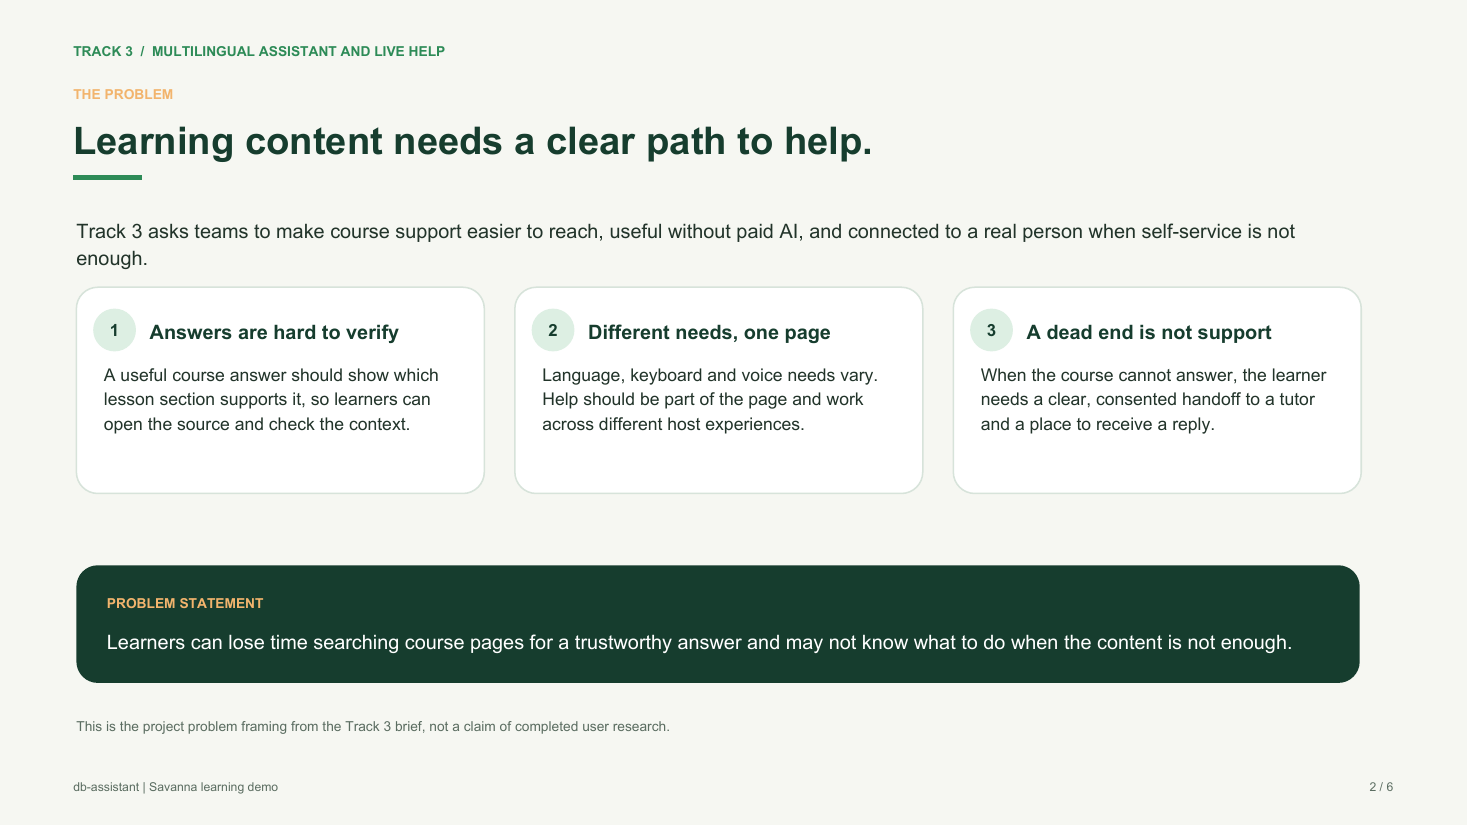 TRACK 3 / MULTILINGUAL ASSISTANT AND LIVE HELP
THE PROBLEM
Learning content needs a clear path to help.
Track 3 asks teams to make course support easier to reach, useful without paid AI, and connected to a real person when self-service is not
enough.
1
Answers are hard to verify
A useful course answer should show which
lesson section supports it, so learners can
open the source and check the context.
2
Different needs, one page
Language, keyboard and voice needs vary.
Help should be part of the page and work
across different host experiences.
3
A dead end is not support
When the course cannot answer, the learner
needs a clear, consented handoff to a tutor
and a place to receive a reply.
PROBLEM STATEMENT
Learners can lose time searching course pages for a trustworthy answer and may not know what to do when the content is not enough.
This is the project problem framing from the Track 3 brief, not a claim of completed user research.
db-assistant | Savanna learning demo
2 / 6